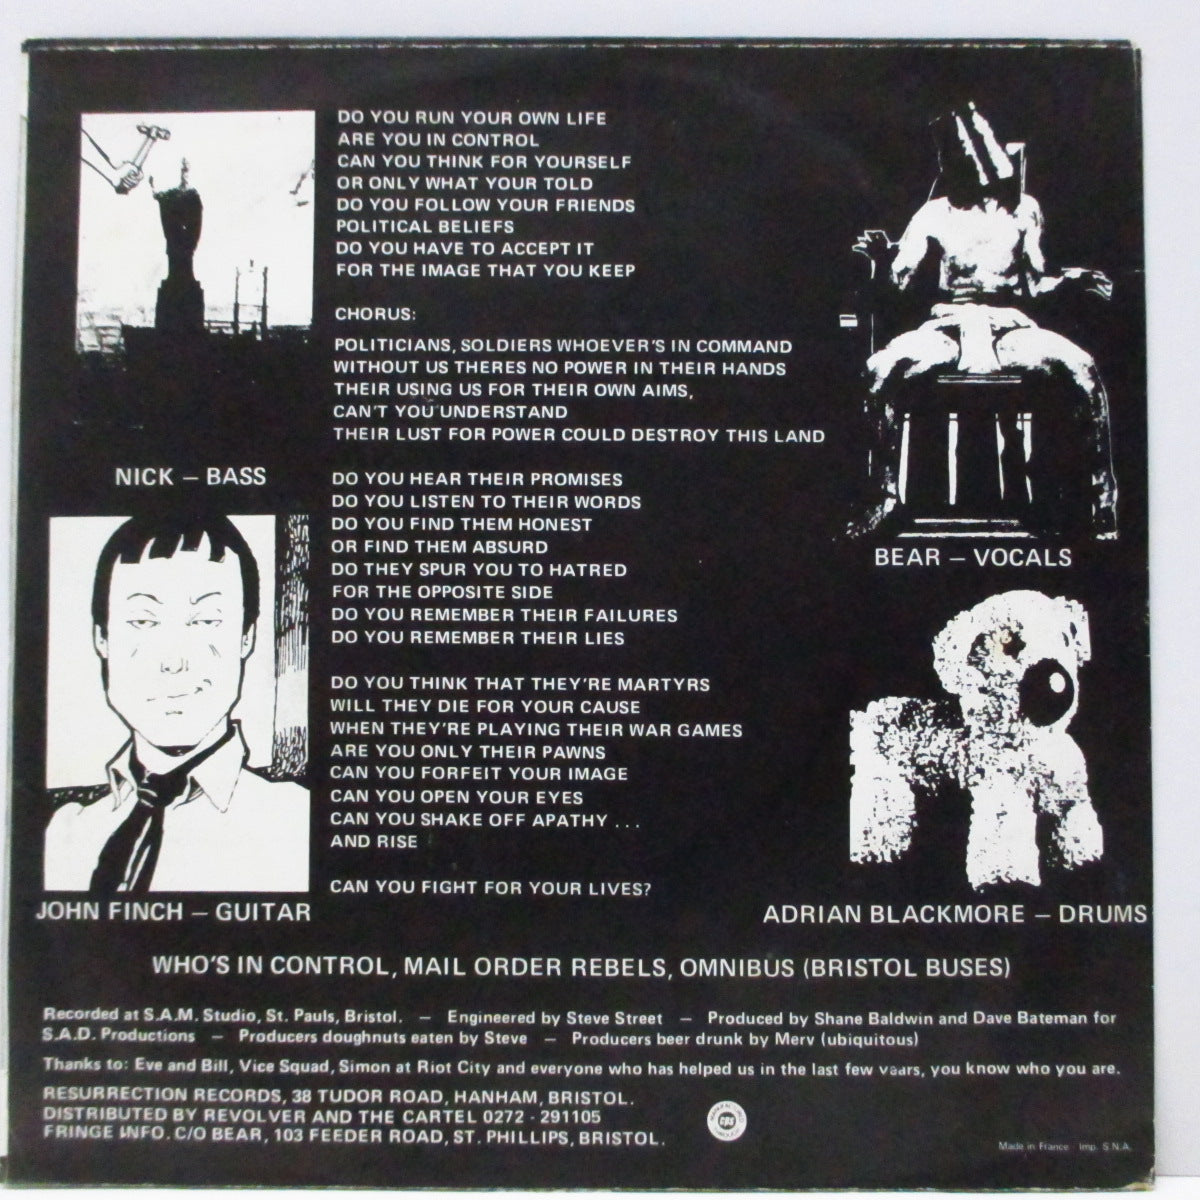 DO YOU RUN YOUR OWN LIFE
ARE YOU IN CONTROL
CAN YOU THINK FOR YOURSELF
OR ONLY WHAT YOUR TOLD
DO YOU FOLLOW YOUR FRIENDS
POLITICAL BELIEFS
DO YOU HAVE TO ACCEPT IT
FOR THE IMAGE THAT YOU KEEP
CHORUS:
POLITICIANS, SOLDIERS WHOEVER'S IN COMMAND
WITHOUT US THERES NO POWER IN THEIR HANDS
THEIR USING US FOR THEIR OWN AIMS,
CAN'T YOU UNDERSTAND
THEIR LUST FOR POWER COULD DESTROY THIS LAND
NICK – BASS
DO YOU HEAR THEIR PROMISES
DO YOU LISTEN TO THEIR WORDS
DO YOU FIND THEM HONEST
OR FIND THEM ABSURD
DO THEY SPUR YOU TO HATRED
FOR THE OPPOSITE SIDE
DO YOU REMEMBER THEIR FAILURES
DO YOU REMEMBER THEIR LIES
BEAR – VOCALS
DO YOU THINK THAT THEY'RE MARTYRS
WILL THEY DIE FOR YOUR CAUSE
WHEN THEY'RE PLAYING THEIR WAR GAMES
ARE YOU ONLY THEIR PAWNS
CAN YOU FORFEIT YOUR IMAGE
CAN YOU OPEN YOUR EYES
CAN YOU SHAKE OFF APATHY . . .
AND RISE
CAN YOU FIGHT FOR YOUR LIVES?
JOHN FINCH – GUITAR
ADRIAN BLACKMORE – DRUMS
WHO'S IN CONTROL, MAIL ORDER REBELS, OMNIBUS (BRISTOL BUSES)
Recorded at S.A.M. Studio, St. Pauls, Bristol. – Engineered by Steve Street – Produced by Shane Baldwin and Dave Bateman for
S.A.D. Productions – Producers doughnuts eaten by Steve – Producers beer drunk by Merv (ubiquitous)
Thanks to: Eve and Bill, Vice Squad, Simon at Riot City and everyone who has helped us in the last few years, you know who you are.
RESURRECTION RECORDS, 38 TUDOR ROAD, HANHAM, BRISTOL.
DISTRIBUTED BY REVOLVER AND THE CARTEL 0272 - 291105
FRINGE INFO. C/O BEAR, 103 FEEDER ROAD, ST. PHILLIPS, BRISTOL.
MANUFACTURED
cps
THROUGH
Made in France Imp. S.N.A.